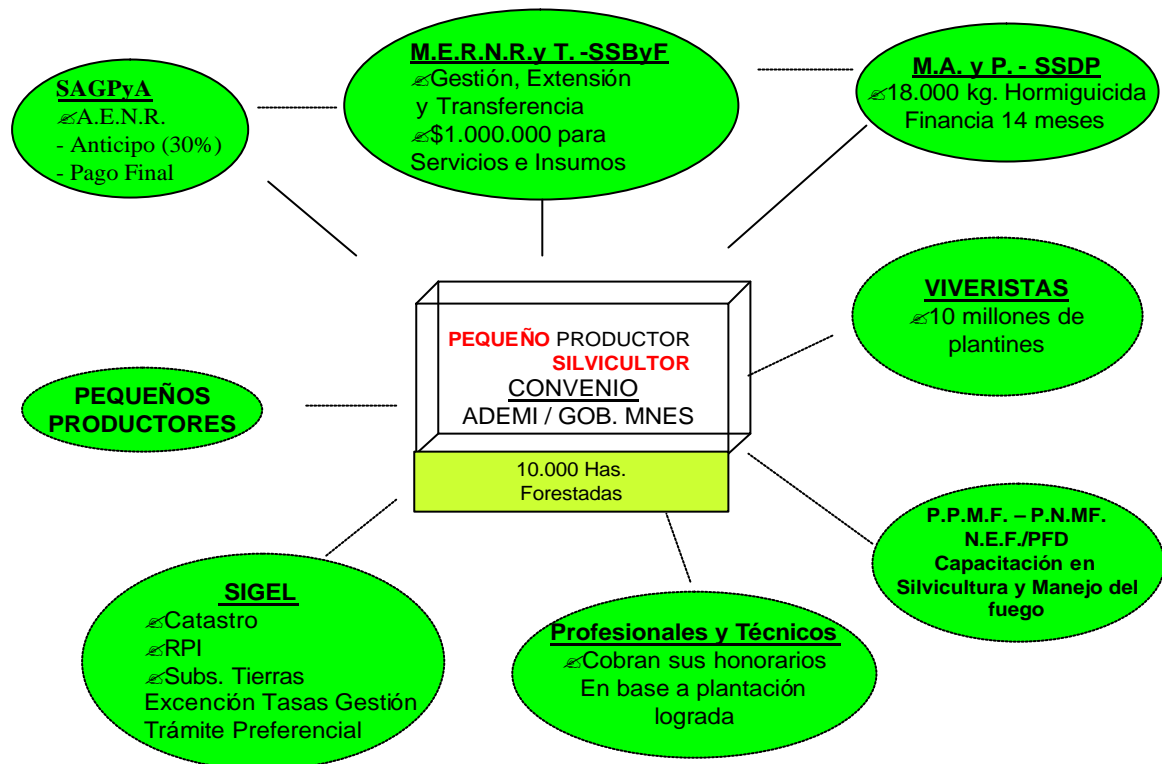 M.E.R.N.R.y T. -SSByF
✍Gestión, Extensión
y Transferencia
✍$1.000.000 para
Servicios e Insumos
SAGPyA
✍A.E.N.R.
- Anticipo (30%)
- Pago Final
M.A. y P. - SSDP
✍18.000 kg. Hormiguicida
Financia 14 meses
VIVERISTAS
✍10 millones de
plantines
PEQUEÑO PRODUCTOR
SILVICULTOR
CONVENIO
ADEMI / GOB. MNES
10.000 Has.
Forestadas
PEQUEÑOS
PRODUCTORES
P.P.M.F. – P.N.MF.
N.E.F./PFD
Capacitación en
Silvicultura y Manejo del
fuego
SIGEL
✍Catastro
✍RPI
✍Subs. Tierras
Excención Tasas Gestión
Trámite Preferencial
Profesionales y Técnicos
✍Cobran sus honorarios
En base a plantación
lograda